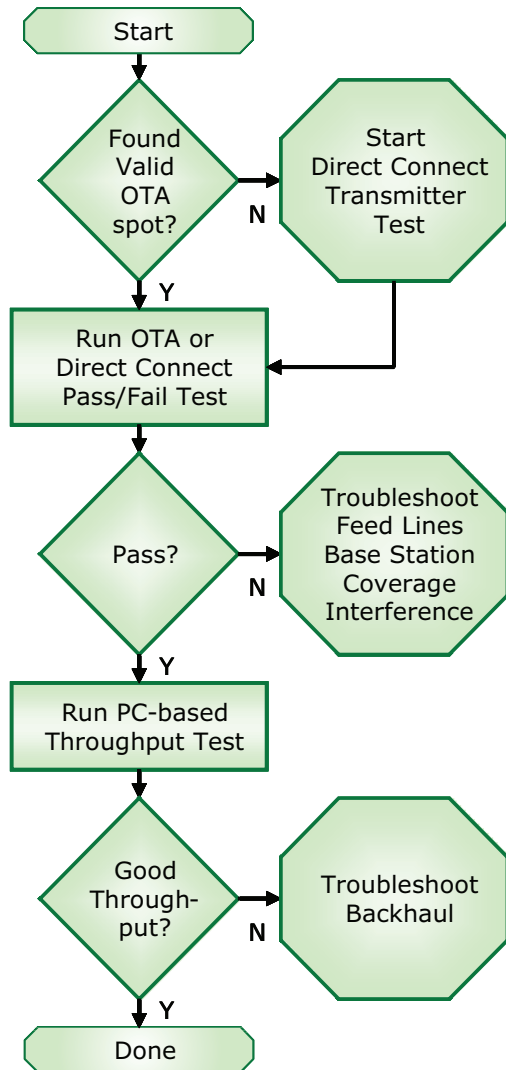 Start
Found
Valid
OTA
spot?
N
Start
Direct Connect
Transmitter
Test
Y
Run OTA or
Direct Connect
Pass/Fail Test
Pass?
N
Troubleshoot
Feed Lines
Base Station
Coverage
Interference
Y
Run PC-based
Throughput Test
Good
Through-
put?
N
Troubleshoot
Backhaul
Y
Done